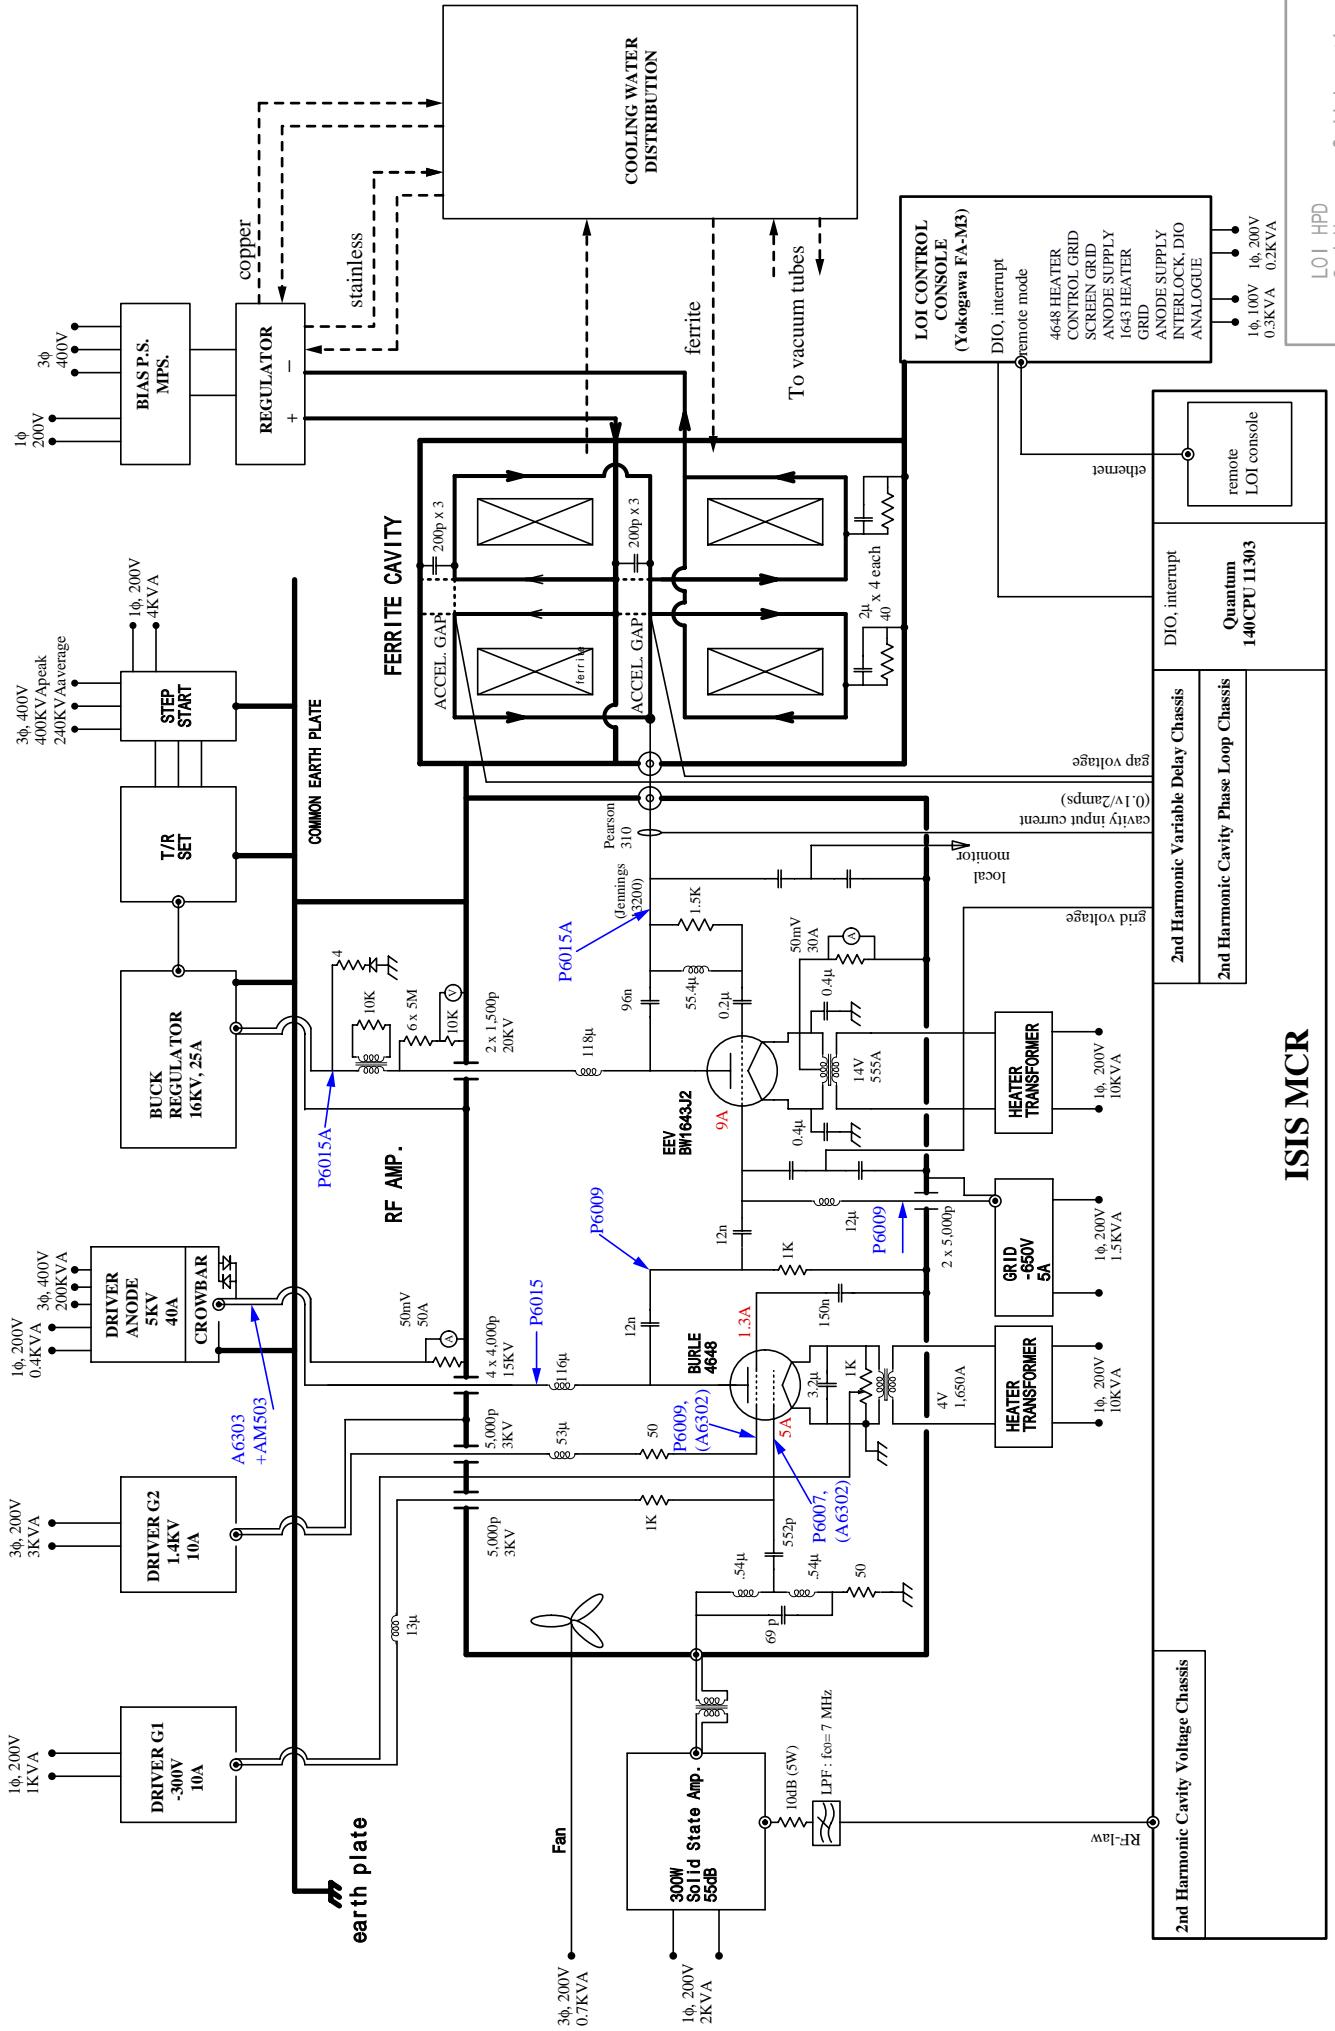 1ϕ, 200V
1KVA
DRIVER G1
-300V
10A
3ϕ, 200V
3KVA
DRIVER G2
1.4KV
10A
1ϕ, 200V
0.4KVA
3ϕ, 400V
200KVA
DRIVER
ANODE
5KV
40A
CROWBAR
BUCK
REGULATOR
16KV, 25A
T/R
SET
3ϕ, 400V
400KVApeak
240KVAaverage
STEP
START
1ϕ, 200V
4KVA
1ϕ
200V
3ϕ
400V
BIAS P.S.
MPS.
REGULATOR
+
−
copper
stainless
COOLING WATER
DISTRIBUTION
ferrite
To vacuum tubes
earth plate
COMMON EARTH PLATE
A6303
+AM503
P6015A
4
10K
6 x 5M
10K
V
RF AMP.
50mV
50A
A
13μ
5,000p
3KV
5,000p
3KV
4 x 4,000p
15KV
2 x 1,500p
20KV
Fan
3ϕ, 200V
0.7KVA
P6015
P6009
53μ
116μ
118μ
50
1K
12n
12n
P6009,
(A6302)
P6007,
(A6302)
BURLE
4648
1.3A
5A
150n
1K
3.2μ
1K
4V
1,650A
HEATER
TRANSFORMER
1ϕ, 200V
10KVA
552p
.54μ
.54μ
69 p
50
300W
Solid State Amp.
55dB
1ϕ, 200V
2KVA
10dB (5W)
LPF : fco= 7 MHz
RF-law
EEV
BW1643J2
9A
96n
55.4μ
0.2μ
1.5K
P6015A
(Jennings
Pearson
310
12μ
P6009
2 x 5,000p
GRID
-650V
5A
1ϕ, 200V
1.5KVA
0.4μ
0.4μ
14V
555A
50mV
30A
A
HEATER
TRANSFORMER
1ϕ, 200V
10KVA
local
monitor
grid voltage
cavity input current
(0.1v/2amps)
gap voltage
FERRITE CAVITY
ACCEL. GAP
ACCEL. GAP
200p x 3
200p x 3
ferrite
2μ
x 4 each
40
LOI CONTROL
CONSOLE
(Yokogawa FA-M3)
DIO, interrupt
remote mode
4648 HEATER
CONTROL GRID
SCREEN GRID
ANODE SUPPLY
1643 HEATER
GRID
ANODE SUPPLY
INTERLOCK, DIO
ANALOGUE
1ϕ, 100V
0.3KVA
1ϕ, 200V
0.2KVA
ethernet
remote
LOI console
DIO, interrupt
Quantum
140CPU 11303
2nd Harmonic Variable Delay Chassis
2nd Harmonic Cavity Phase Loop Chassis
2nd Harmonic Cavity Voltage Chassis
ISIS MCR
LOI HPD